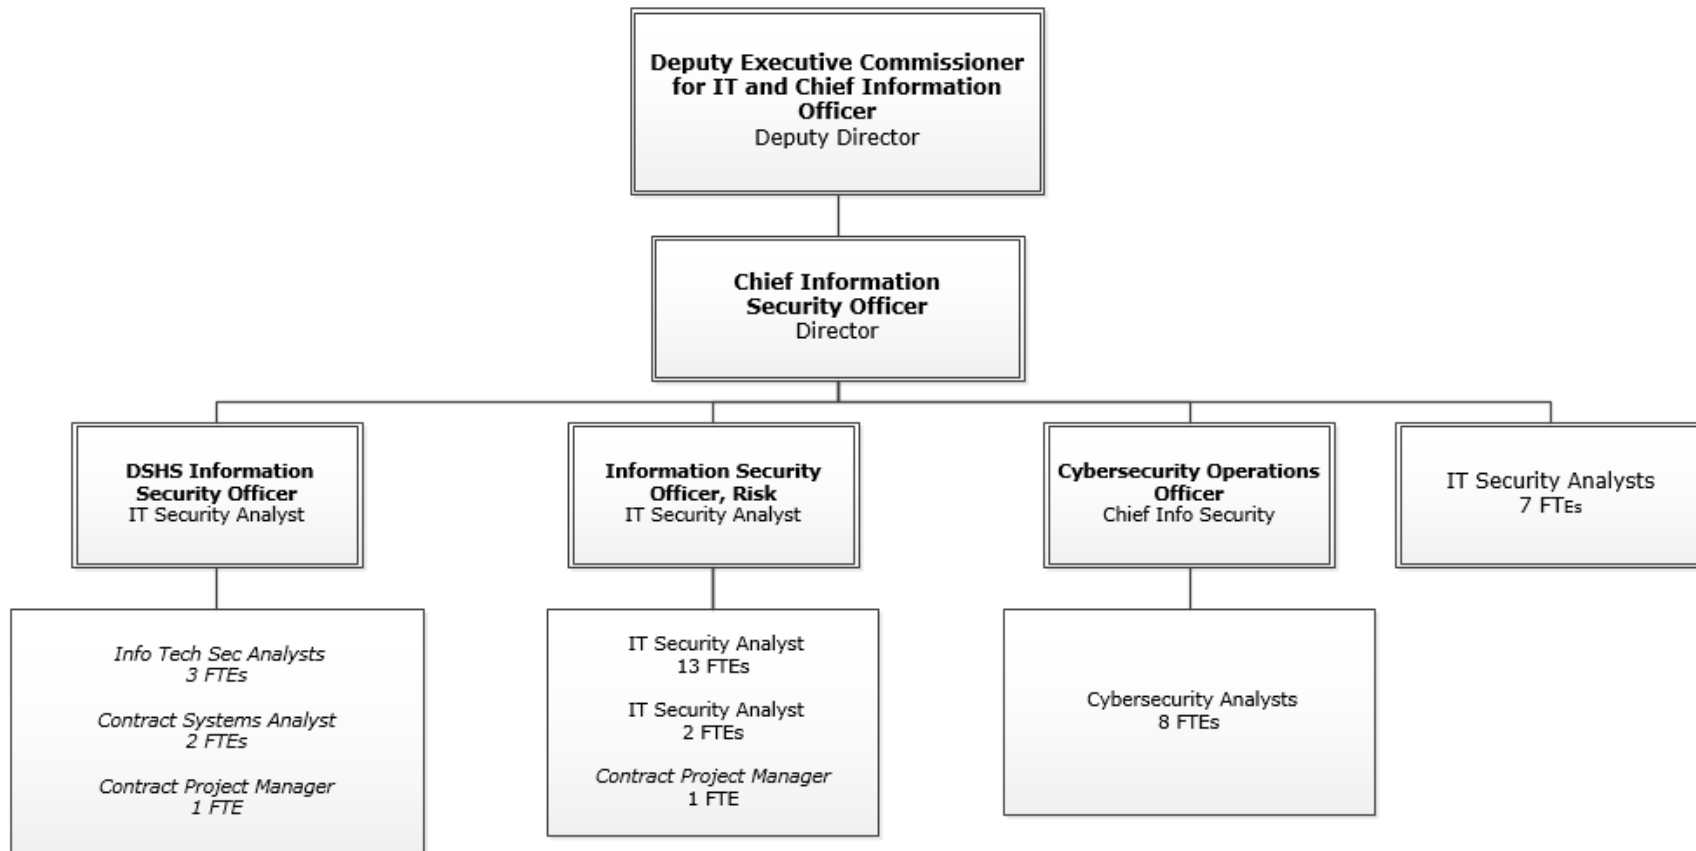 Deputy Executive Commissioner
for IT and Chief Information
Officer
Deputy Director
Chief Information
Security Officer
Director
DSHS Information
Security Officer
IT Security Analyst
Information Security
Officer, Risk
IT Security Analyst
Cybersecurity Operations
Officer
Chief Info Security
IT Security Analysts
7 FTEs
Info Tech Sec Analysts
3 FTEs
Contract Systems Analyst
2 FTEs
Contract Project Manager
1 FTE
IT Security Analyst
13 FTEs
IT Security Analyst
2 FTEs
Contract Project Manager
1 FTE
Cybersecurity Analysts
8 FTEs